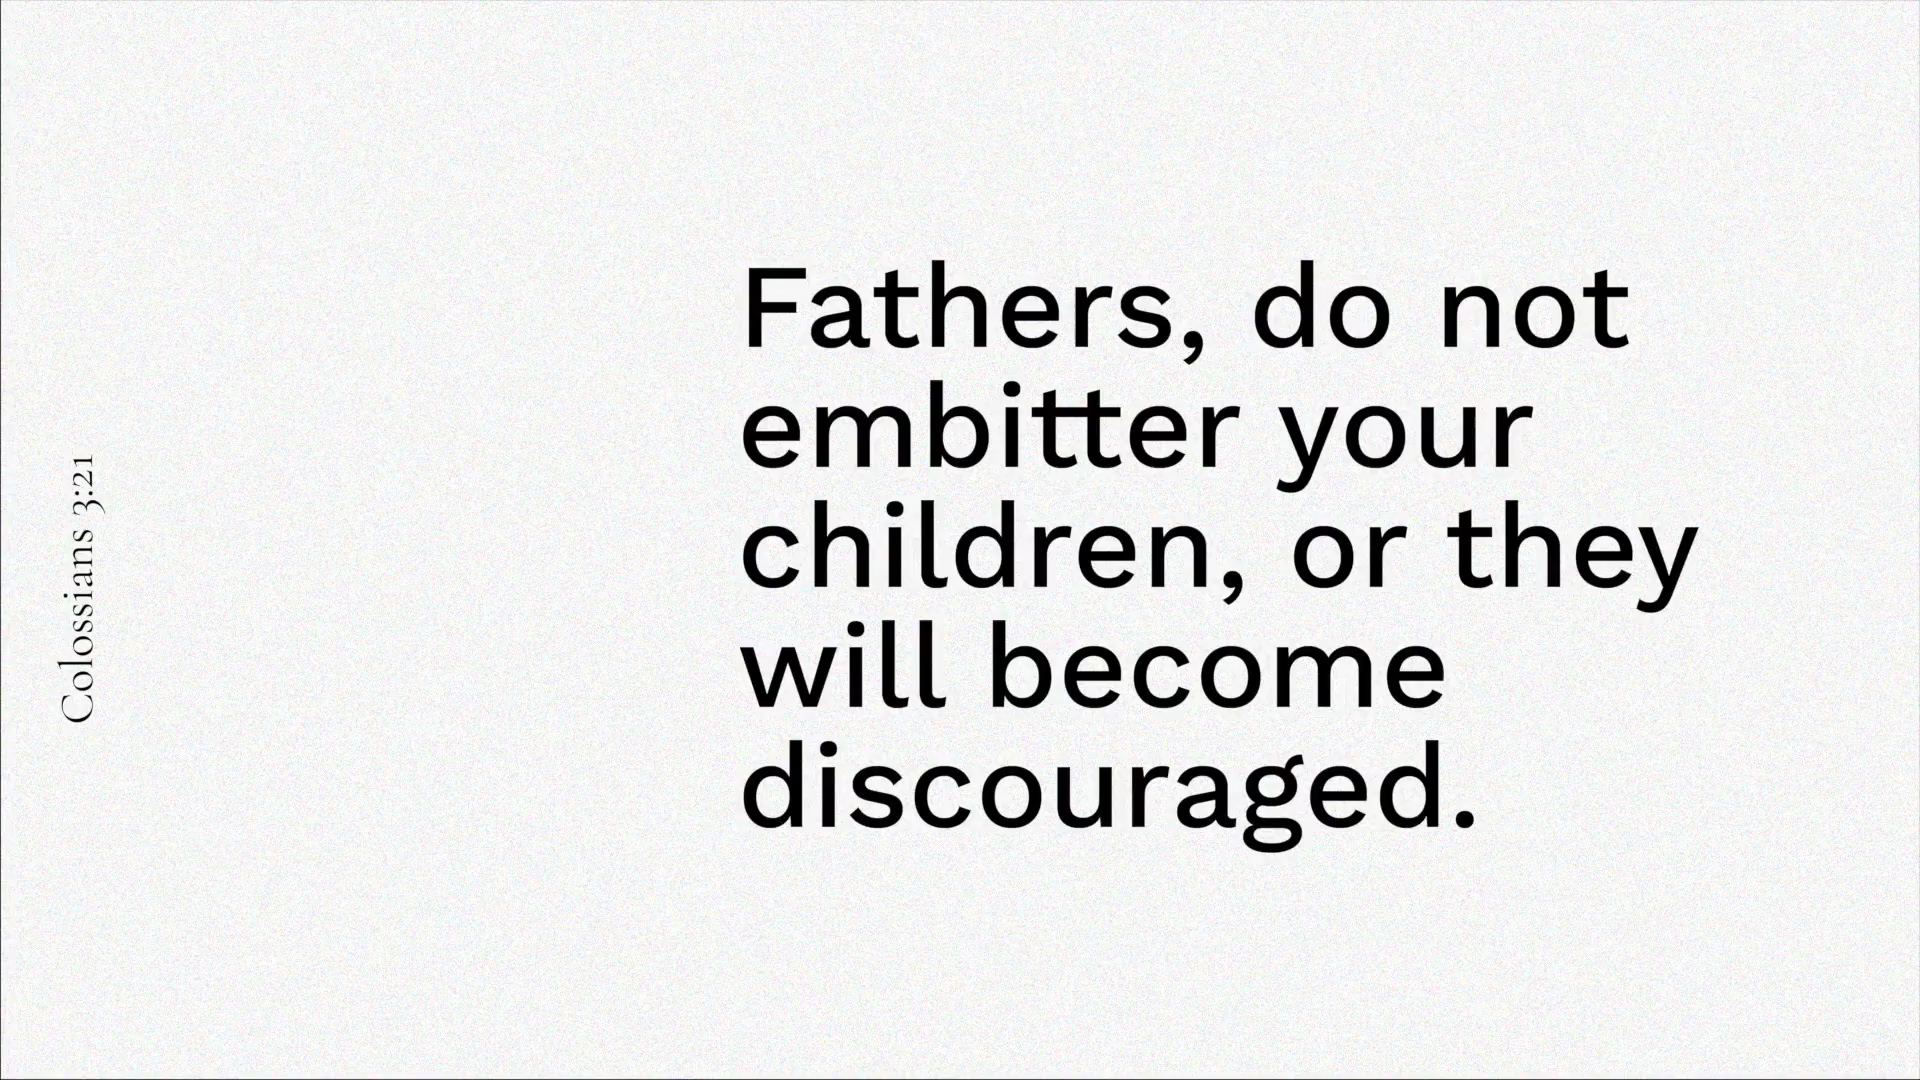 Colossians 3:21
Fathers, do not
embitter your
children, or they
will become
discouraged.